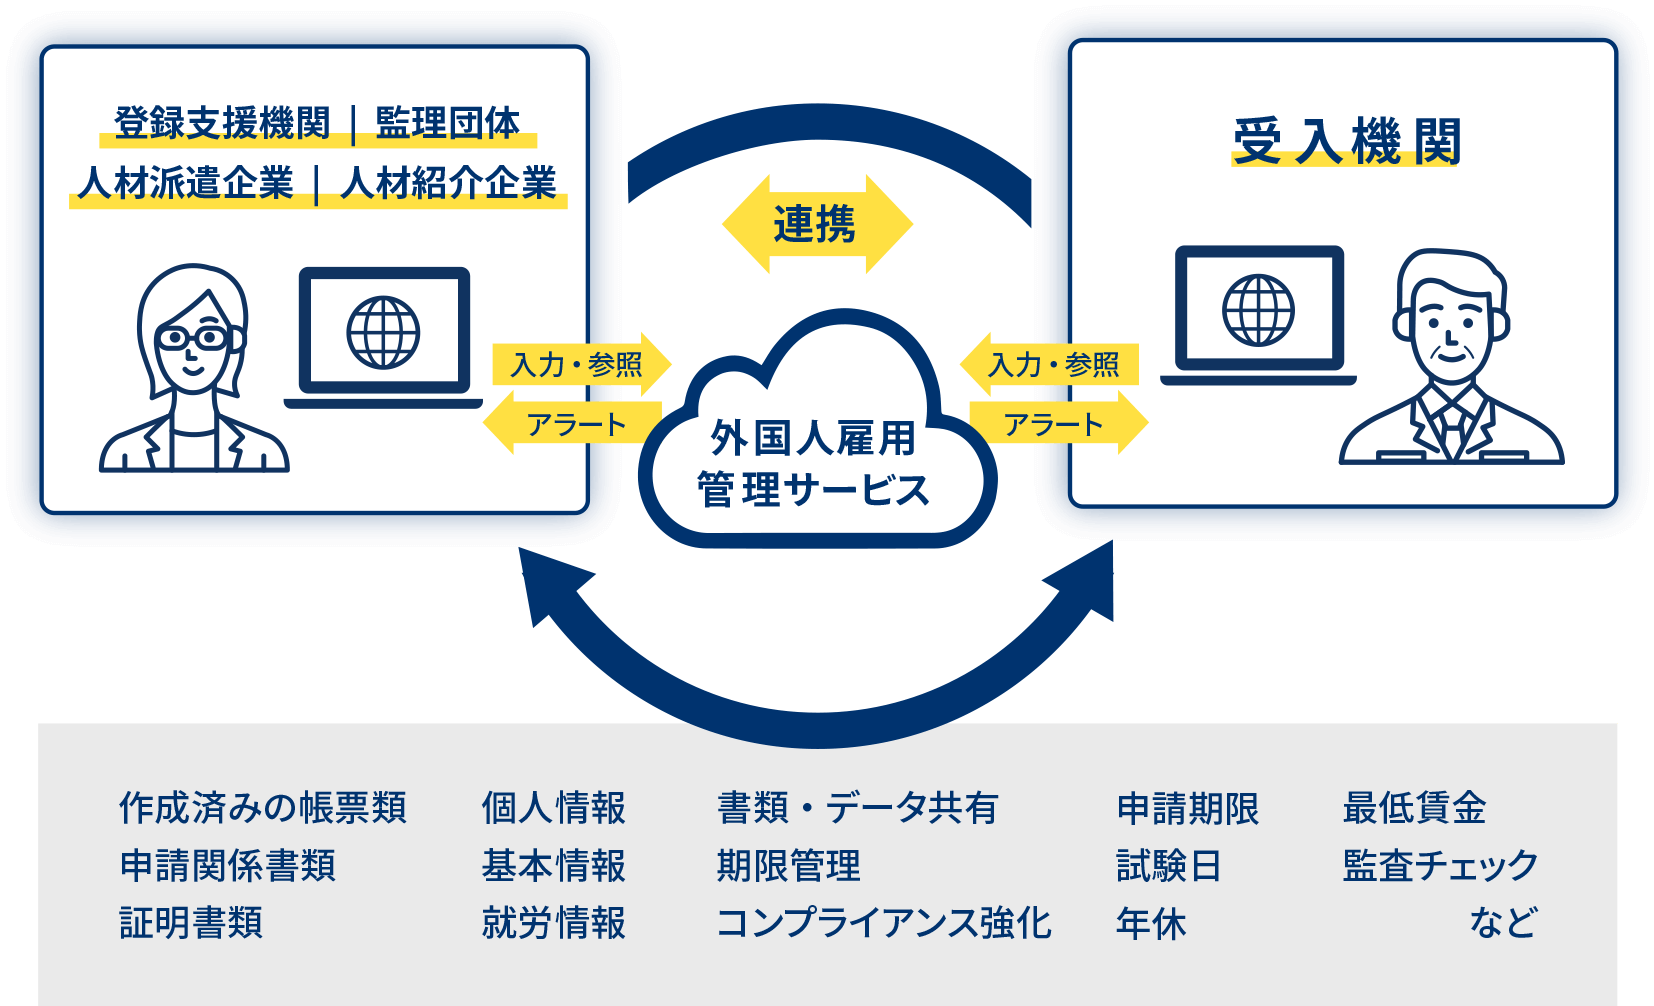 登録支援機関｜監理団体
人材派遣企業｜人材紹介企業
受入機関
連携
入力・参照
アラート
入力・参照
アラート
外国人雇用
管理サービス
作成済みの帳票類
申請関係書類
証明書類
個人情報
基本情報
就労情報
書類・データ共有
期限管理
コンプライアンス強化
申請期限
試験日
年休
最低賃金
監査チェック
など